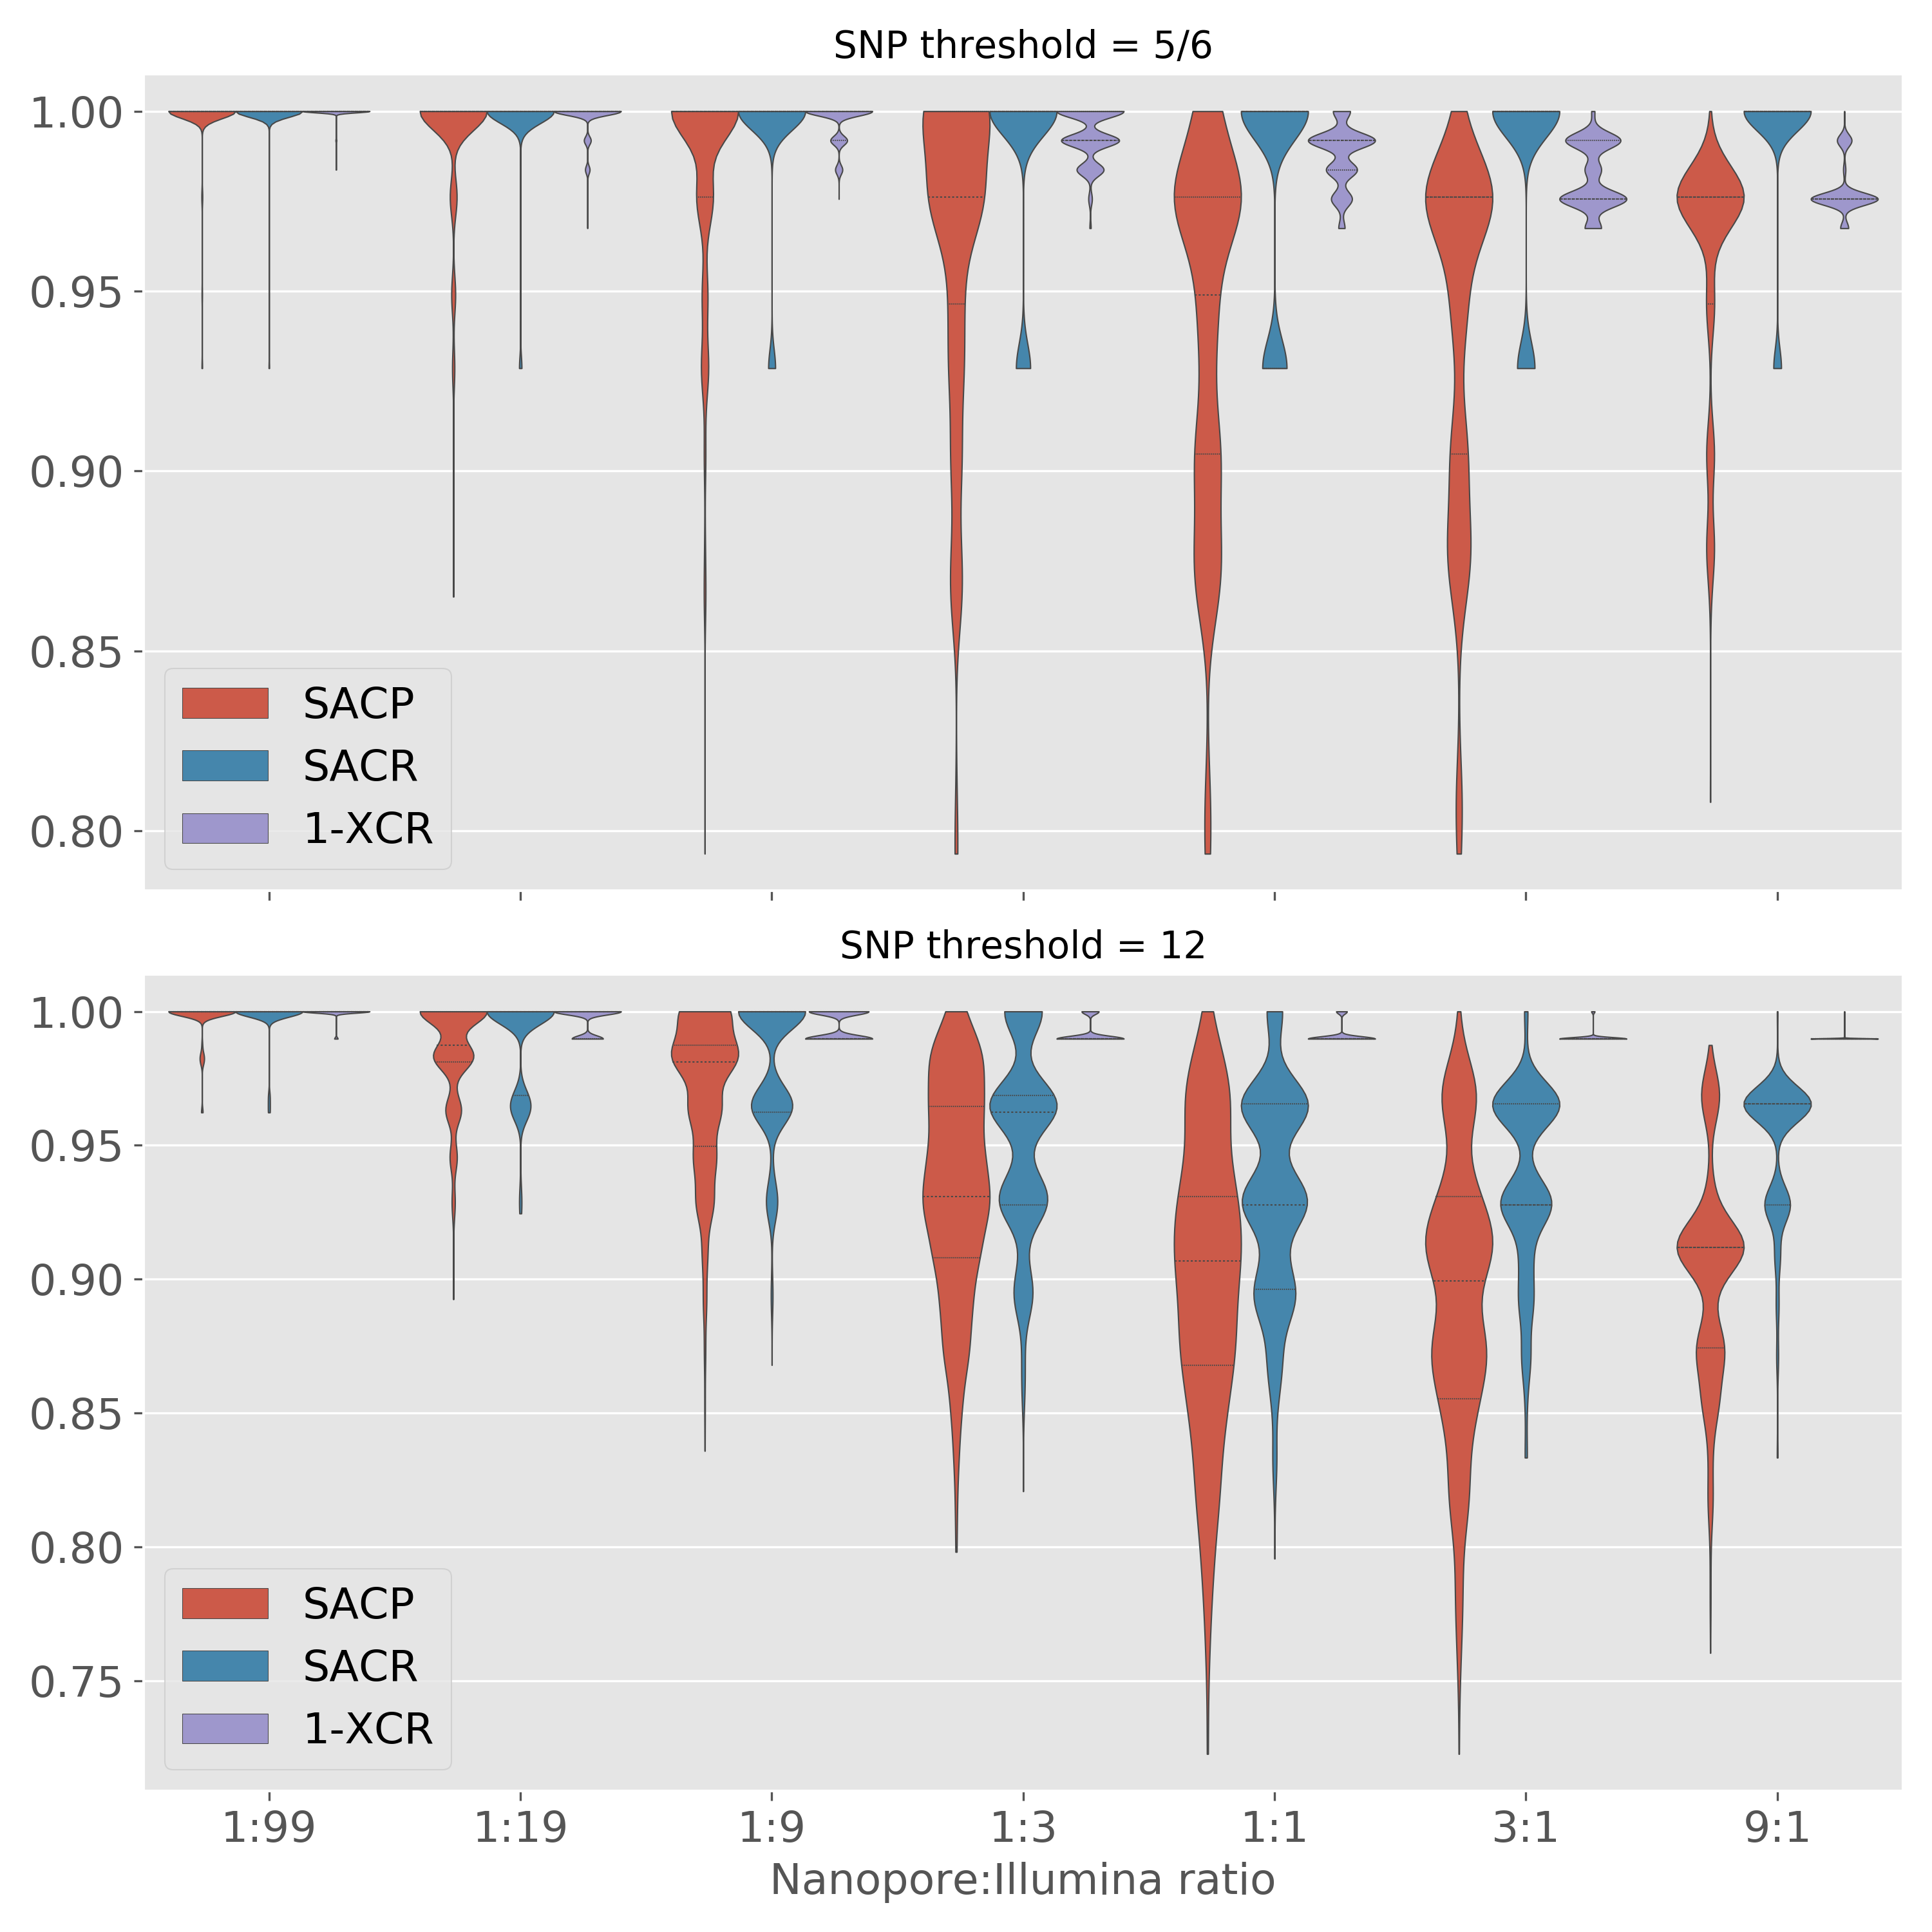 SNP threshold = 5/6
1.00
0.95
0.90
0.85
0.80
SACP
SACR
1-XCR
SNP threshold = 12
1.00
0.95
0.90
0.85
0.80
0.75
SACP
SACR
1-XCR
1:99 1:19 1:9 1:3 1:1 3:1 9:1
Nanopore:Illumina ratio